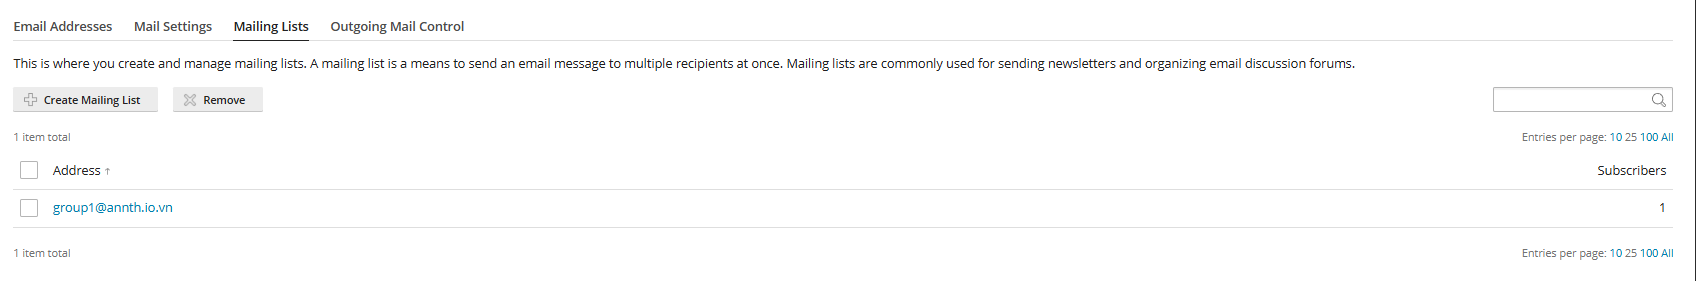 Email Addresses Mail Settings Mailing Lists Outgoing Mail Control
This is where you create and manage mailing lists. A mailing list is a means to send an email message to multiple recipients at once. Mailing lists are commonly used for sending newsletters and organizing email discussion forums.
Create Mailing List Remove
1 item total Entries per page: 10 25 100 All
Address ↑ Subscribers
group1@annth.io.vn 1
1 item total Entries per page: 10 25 100 All